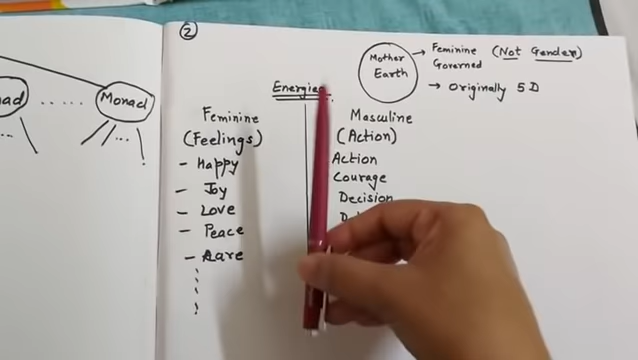 ②
Mother
Earth
→ Feminine (Not Gender)
Governed
→ Originally 5D
Energies
Feminine
(Feelings)
- Happy
- Joy
- Love
- Peace
Masculine
(Action)
Action
Courage
Decision
Monad
...
...